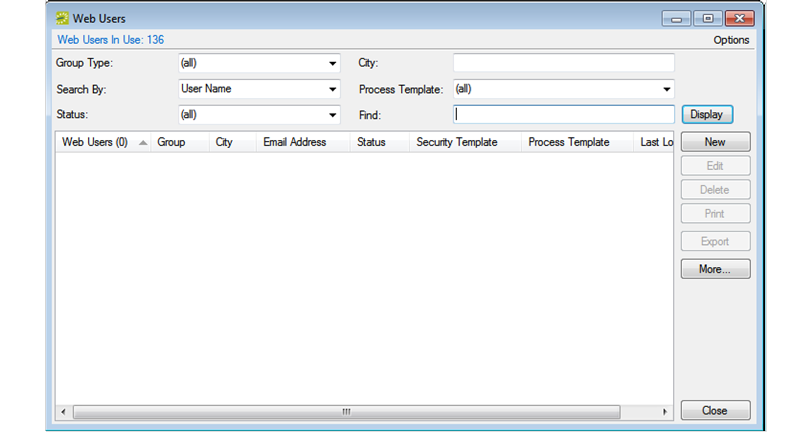 Web Users
Web Users In Use: 136 Options
Group Type: (all) City:
Search By: User Name Process Template: (all)
Status: (all) Find: Display
Web Users (0) Group City Email Address Status Security Template Process Template Last Lo New
Edit
Delete
Print
Export
More...
Close